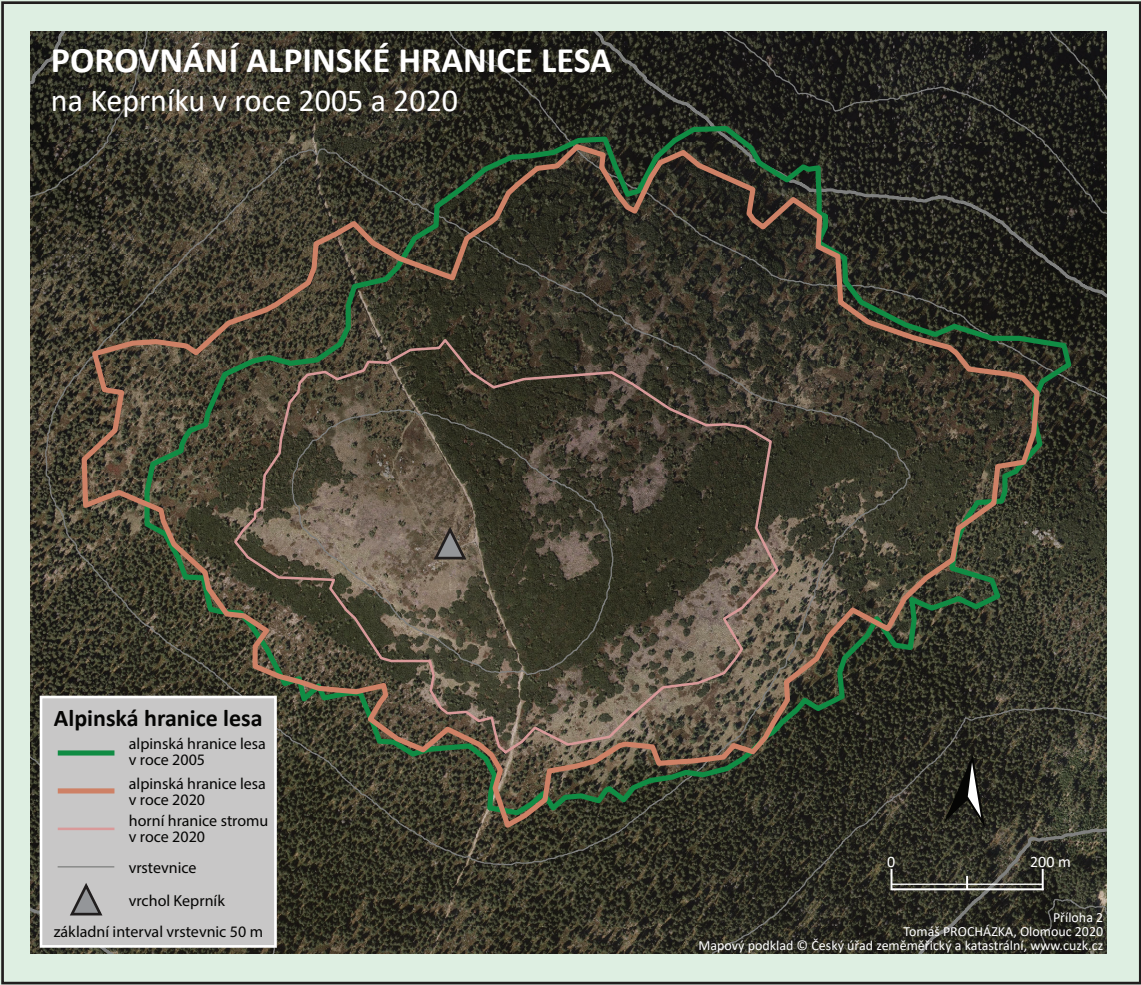 POROVNÁNÍ ALPINSKÉ HRANICE LESA
na Keprníku v roce 2005 a 2020
Alpinská hranice lesa
alpinská hranice lesa
v roce 2005
alpinská hranice lesa
v roce 2020
horní hranice stromu
v roce 2020
vrstevnice
vrchol Keprník
základní interval vrstevnic 50 m
0 200 m
Příloha 2
Tomáš PROCHÁZKA, Olomouc 2020
Mapový podklad © Český úřad zeměměřický a katastrální, www.cuzk.cz